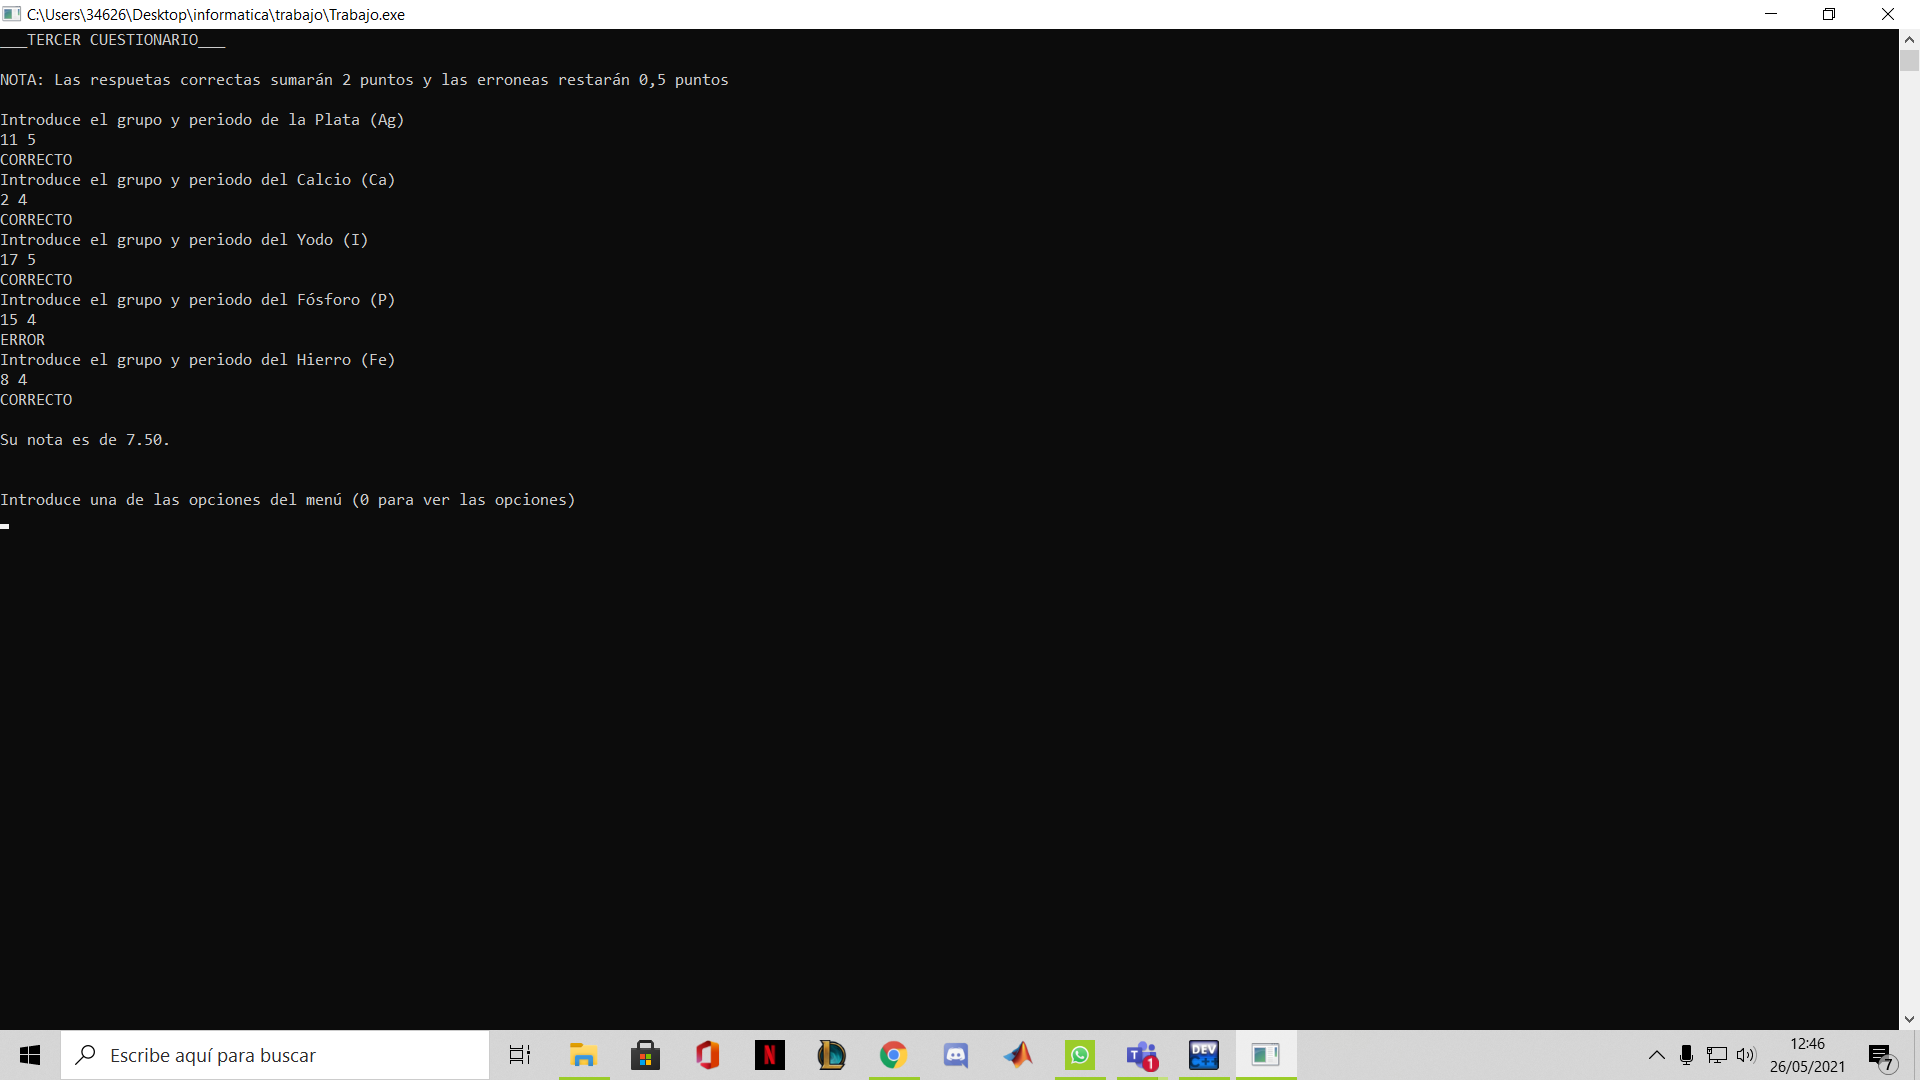 C:\Users\34626\Desktop\informatica\trabajo\Trabajo.exe
___TERCER CUESTIONARIO___
NOTA: Las respuetas correctas sumarán 2 puntos y las erroneas restarán 0,5 puntos
Introduce el grupo y periodo de la Plata (Ag)
11 5
CORRECTO
Introduce el grupo y periodo del Calcio (Ca)
2 4
CORRECTO
Introduce el grupo y periodo del Yodo (I)
17 5
CORRECTO
Introduce el grupo y periodo del Fósforo (P)
15 4
ERROR
Introduce el grupo y periodo del Hierro (Fe)
8 4
CORRECTO
Su nota es de 7.50.
Introduce una de las opciones del menú (0 para ver las opciones)
Escribe aquí para buscar
N
T
1
DEV
C++
12:46
26/05/2021
7